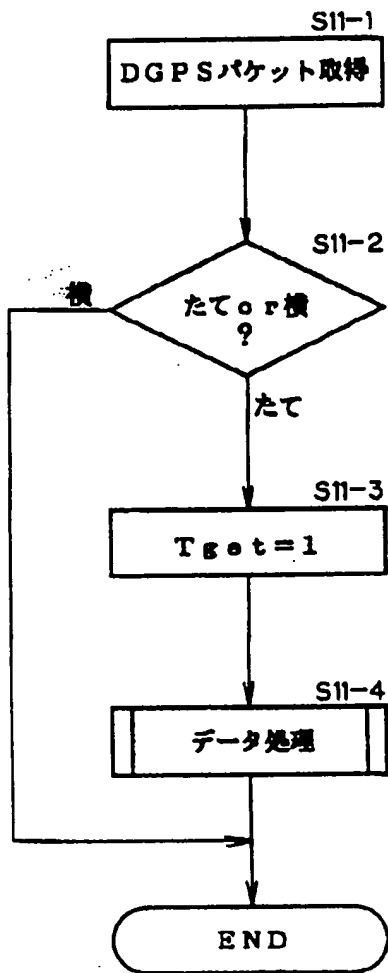 S11-1
DGPSパケット取得
S11-2
横
たてor横
?
たて
S11-3
Tget=1
S11-4
データ処理
END